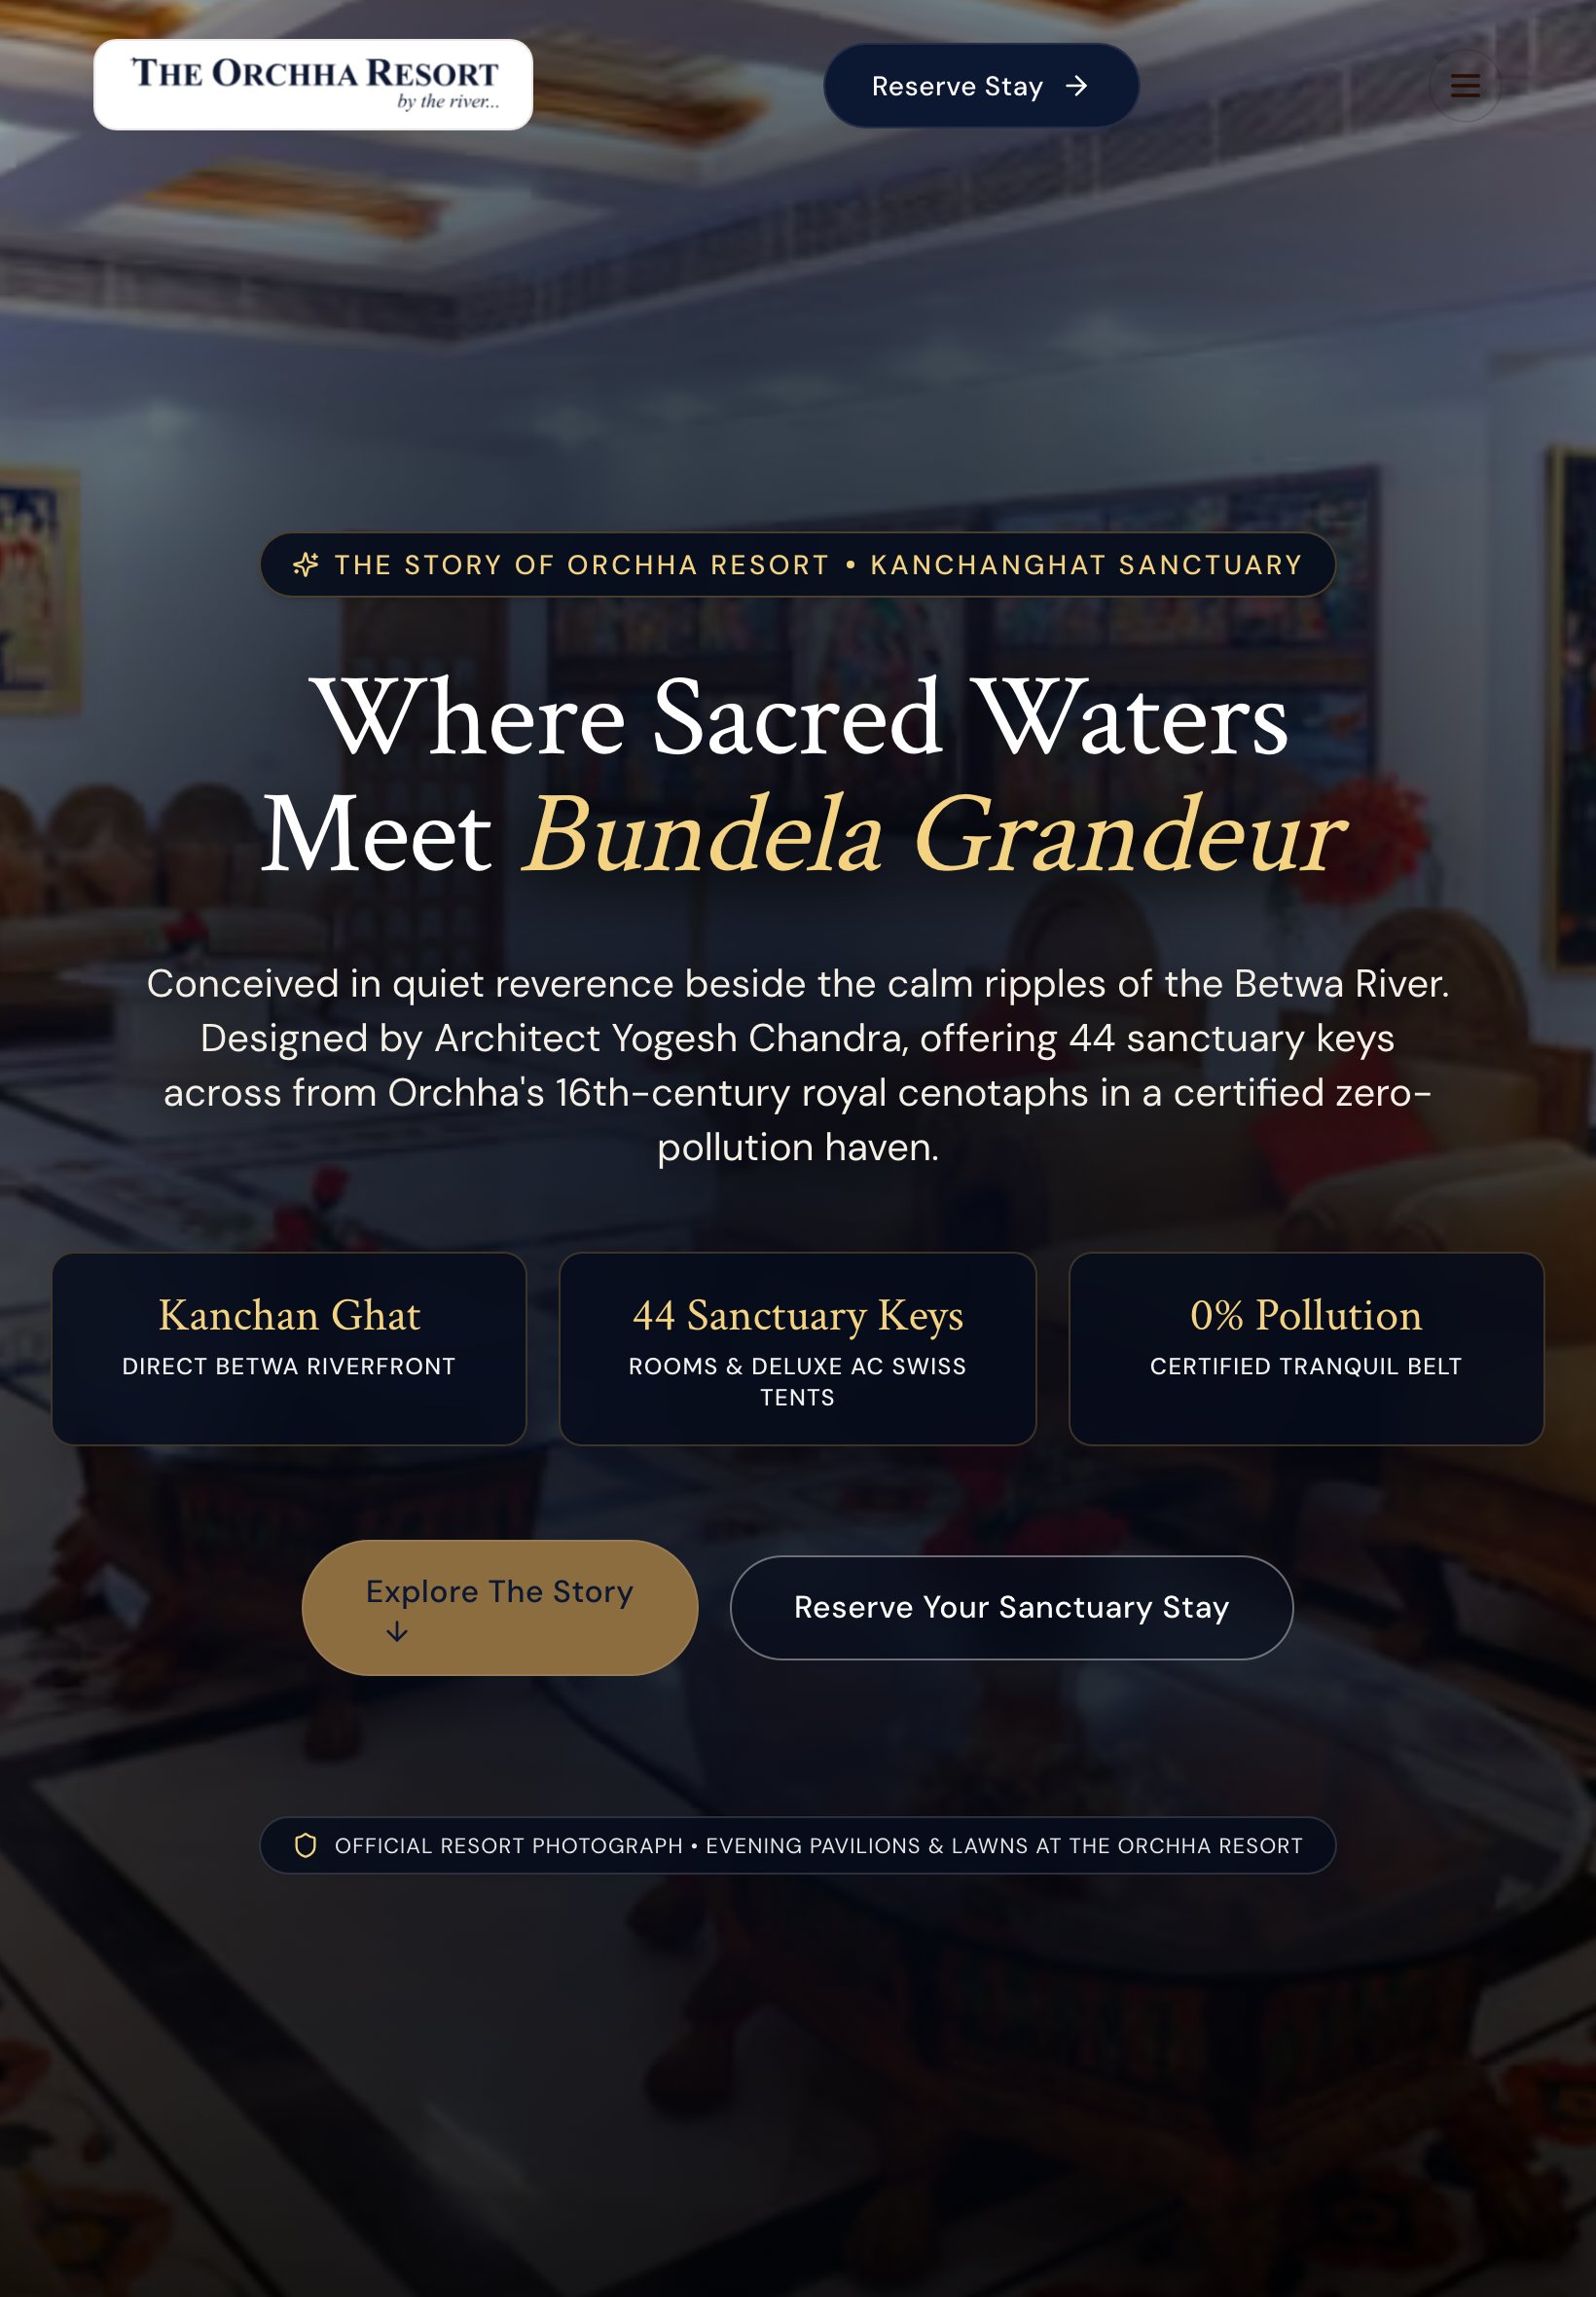 THE ORCHHA RESORT
by the river...
Reserve Stay
THE STORY OF ORCHHA RESORT • KANCHANGHAT SANCTUARY
Where Sacred Waters
Meet Bundela Grandeur
Conceived in quiet reverence beside the calm ripples of the Betwa River.
Designed by Architect Yogesh Chandra, offering 44 sanctuary keys
across from Orchha's 16th-century royal cenotaphs in a certified zero-
pollution haven.
Kanchan Ghat
DIRECT BETWA RIVERFRONT
44 Sanctuary Keys
ROOMS & DELUXE AC SWISS
TENTS
0% Pollution
CERTIFIED TRANQUIL BELT
Explore The Story
Reserve Your Sanctuary Stay
OFFICIAL RESORT PHOTOGRAPH • EVENING PAVILIONS & LAWNS AT THE ORCHHA RESORT